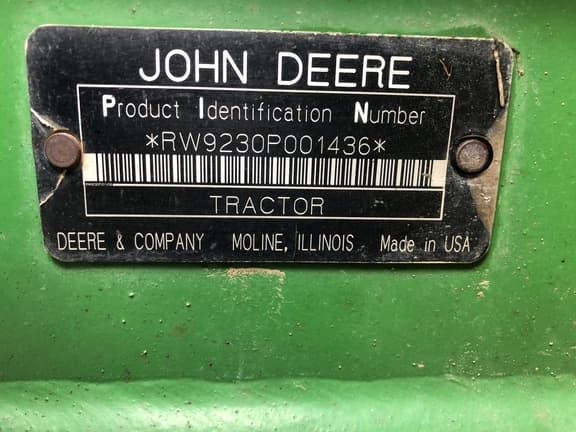 JOHN DEERE
Product Identification Number
*RW9230P001436*
TRACTOR
DEERE & COMPANY MOLINE, ILLINOIS Made in USA